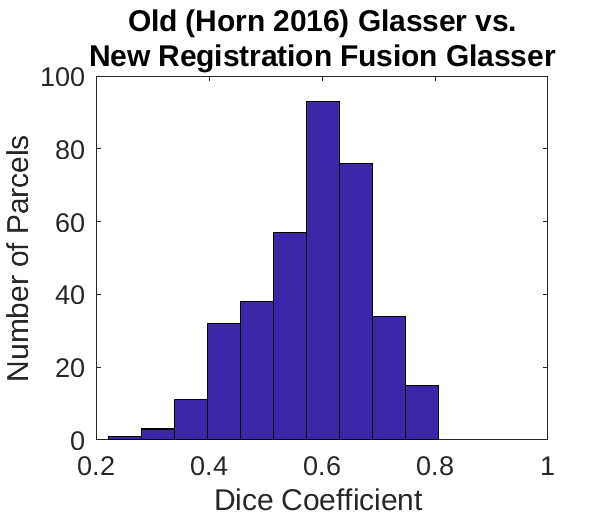 Old (Horn 2016) Glasser vs.
New Registration Fusion Glasser
100
80
60
40
20
0
Number of Parcels
0.2 0.4 0.6 0.8 1
Dice Coefficient